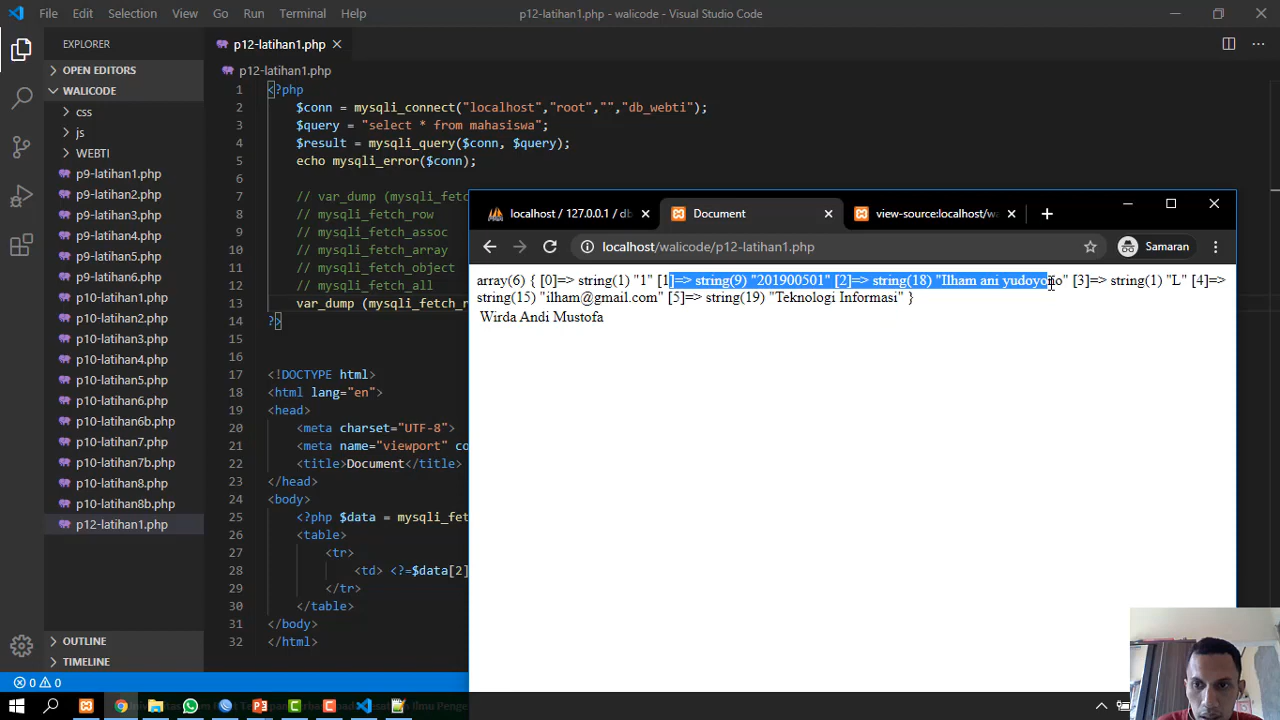 File Edit Selection View Go Run Terminal Help p12-latihan1.php - walicode - Visual Studio Code
EXPLORER
OPEN EDITORS
WALICODE
css
js
WEBTI
p9-latihan1.php
p9-latihan2.php
p9-latihan3.php
p9-latihan4.php
p9-latihan5.php
p9-latihan6.php
p10-latihan1.php
p10-latihan2.php
p10-latihan3.php
p10-latihan4.php
p10-latihan5.php
p10-latihan6.php
p10-latihan6b.php
p10-latihan7.php
p10-latihan7b.php
p10-latihan8.php
p10-latihan8b.php
p12-latihan1.php
OUTLINE
TIMELINE
0 0
p12-latihan1.php
p12-latihan1.php
1 <?php
2 $conn = mysqli_connect("localhost","root","","db_webti");
3 $query = "select * from mahasiswa";
4 $result = mysqli_query($conn, $query);
5 echo mysqli_error($conn);
6
7 // var_dump (mysqli_fet
8 // mysqli_fetch_row
9 // mysqli_fetch_assoc
10 // mysqli_fetch_array
11 // mysqli_fetch_object
12 // mysqli_fetch_all
13 var_dump (mysqli_fetch_r
14 ?>
15
16
17 <!DOCTYPE html>
18 <html lang="en">
19 <head>
20 <meta charset="UTF-8">
21 <meta name="viewport" co
22 <title>Document</title>
23 </head>
24 <body>
25 <?php $data = mysqli_fet
26 <table>
27 <tr>
28 <td> <?=$data[2]
29 </tr>
30 </table>
31 </body>
32 </html>
localhost / 127.0.0.1 / db
Document
view-source:localhost/wa
localhost/walicode/p12-latihan1.php
Samaran
array(6) { [0]=> string(1) "1" [1]=> string(9) "201900501" [2]=> string(18) "Ilham ani yudoyono" [3]=> string(1) "L" [4]=>
string(15) "ilham@gmail.com" [5]=> string(19) "Teknologi Informasi" }
Wirda Andi Mustofa